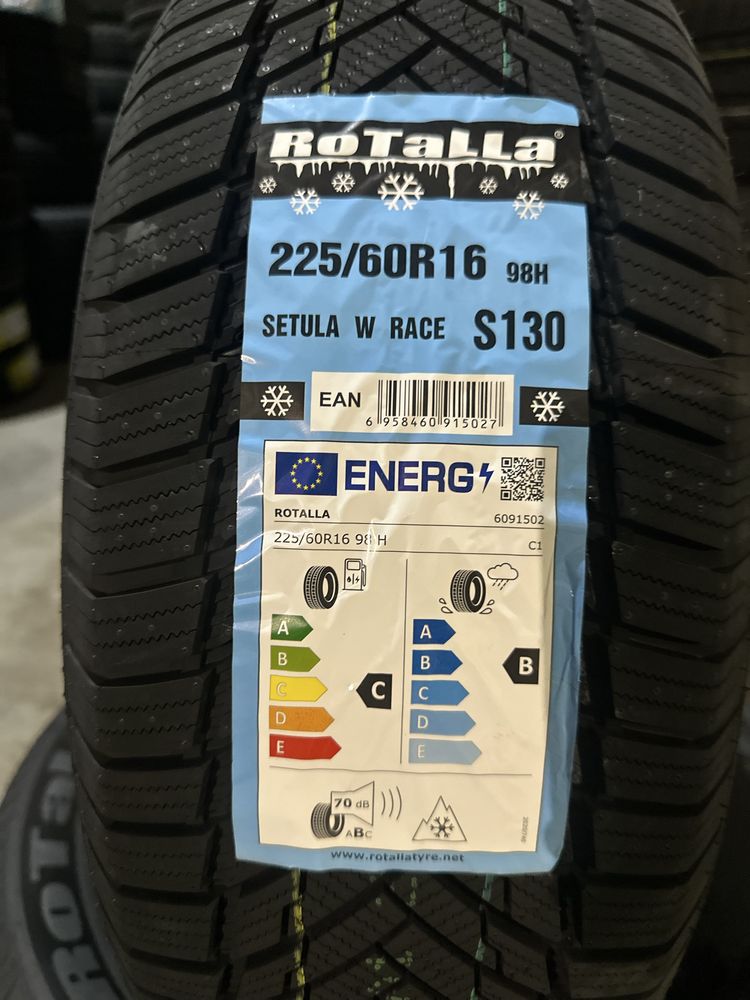 RoTaLLa®
225/60R16 98H
SETULA W RACE S130
EAN
6 958460 915027
ENERG
ROTALLA 6091502
225/60R16 98 H C1
A
B
C
D
E
C
A
B
C
D
E
B
70 dB
ABC
www.rotallatyre.net